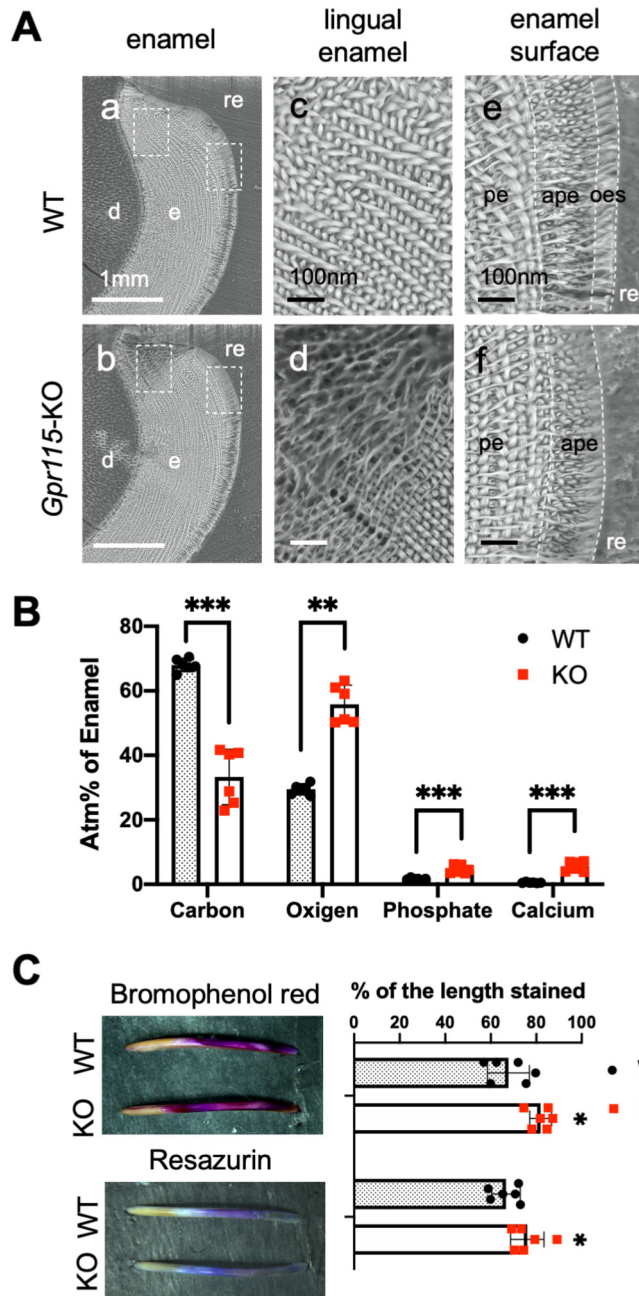 A
enamel
lingual
enamel
enamel
surface
WT
a
re
d
e
1mm
c
100nm
e
pe
ape
oes
100nm
re
Gpr115-KO
b
re
d
e
d
f
pe
ape
re
B
Atm% of Enamel
80
60
40
20
0
***
**
***
***
WT
KO
Carbon
Oxigen
Phosphate
Calcium
C
Bromophenol red
KO WT
Resazurin
KO WT
% of the length stained
0 20 40 60 80 100
*
*